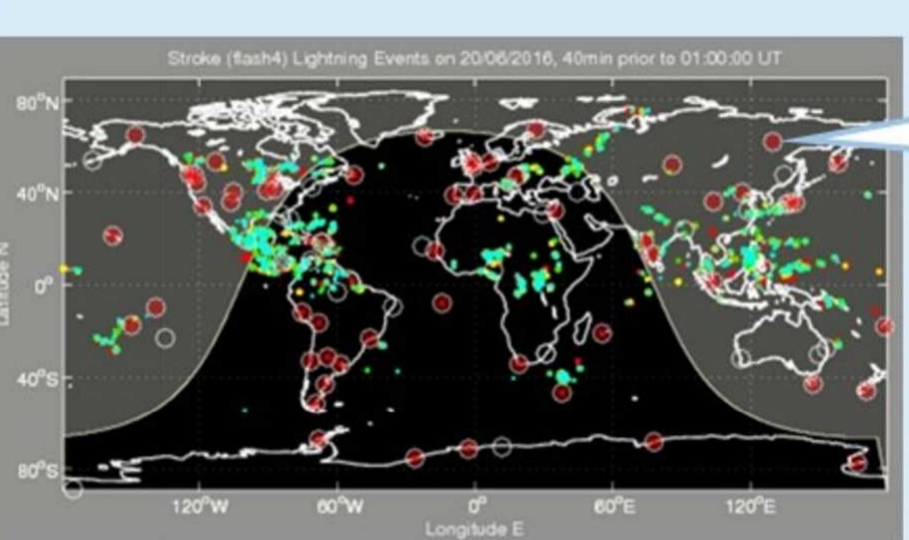 Stroke (flash4) Lightning Events on 20/06/2016, 40min prior to 01:00:00 UT
80°N
40°N
0°
40°S
80°S
Latitude N
120°W 60°W 0° 60°E 120°E
Longitude E